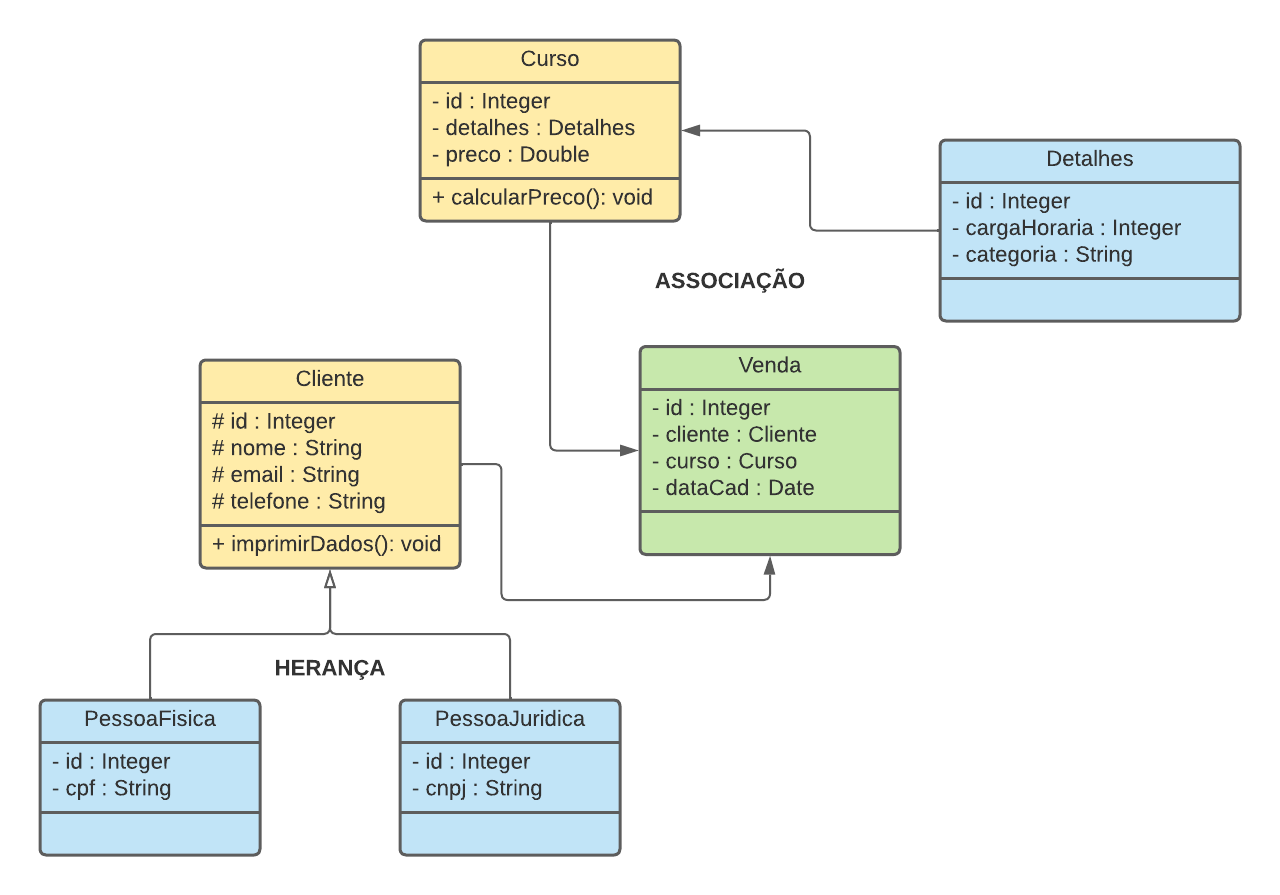 Curso
- id : Integer
- detalhes : Detalhes
- preco : Double
+ calcularPreco(): void
Detalhes
- id : Integer
- cargaHoraria : Integer
- categoria : String
ASSOCIAÇÃO
Cliente
# id : Integer
# nome : String
# email : String
# telefone : String
+ imprimirDados(): void
Venda
- id : Integer
- cliente : Cliente
- curso : Curso
- dataCad : Date
HERANÇA
PessoaFisica
- id : Integer
- cpf : String
PessoaJuridica
- id : Integer
- cnpj : String